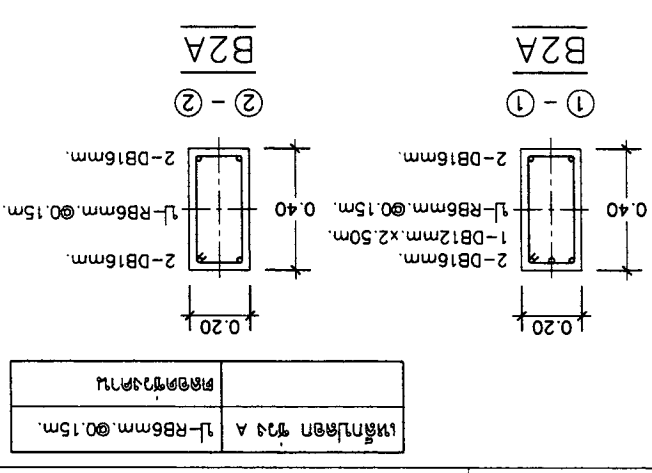 เหล็กปลอก ช่วง A ป-RB6mm.@0.15m.
ตลอดช่วงคาน
0.20
2-DB16mm.
1-DB12mm.x2.50m.
0.40 ป-RB6mm.@0.15m.
2-DB16mm.
1 - 1
B2A
0.20
2-DB16mm.
0.40 ป-RB6mm.@0.15m.
2-DB16mm.
2 - 2
B2A